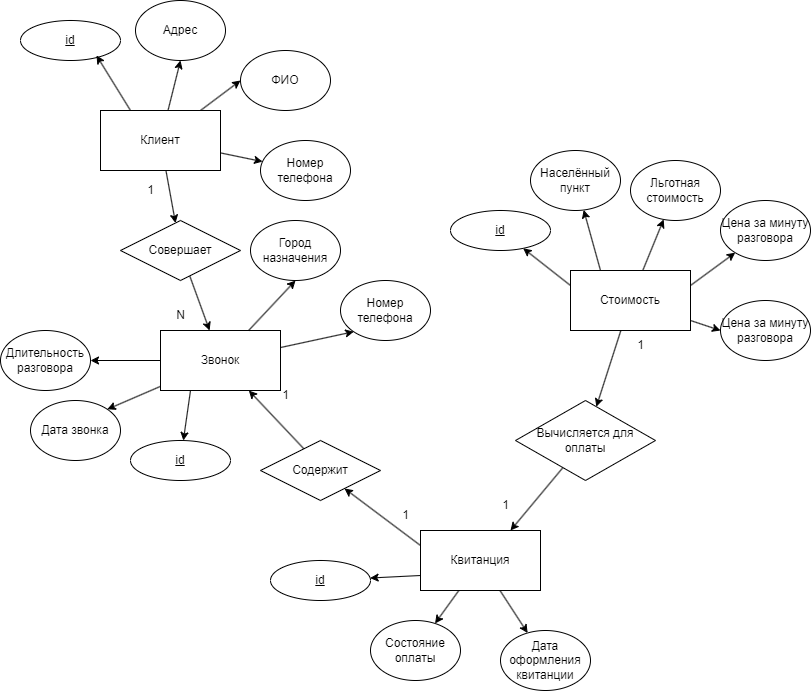 id
Адрес
ФИО
Клиент
Номер
телефона
1
Совершает
Город
назначения
N
Номер
телефона
Длительность
разговора
Звонок
1
Дата звонка
id
Содержит
1
Населённый
пункт
Льготная
стоимость
id
Цена за минуту
разговора
Стоимость
Цена за минуту
разговора
1
Вычисляется для
оплаты
1
Квитанция
id
Состояние
оплаты
Дата
оформления
квитанции